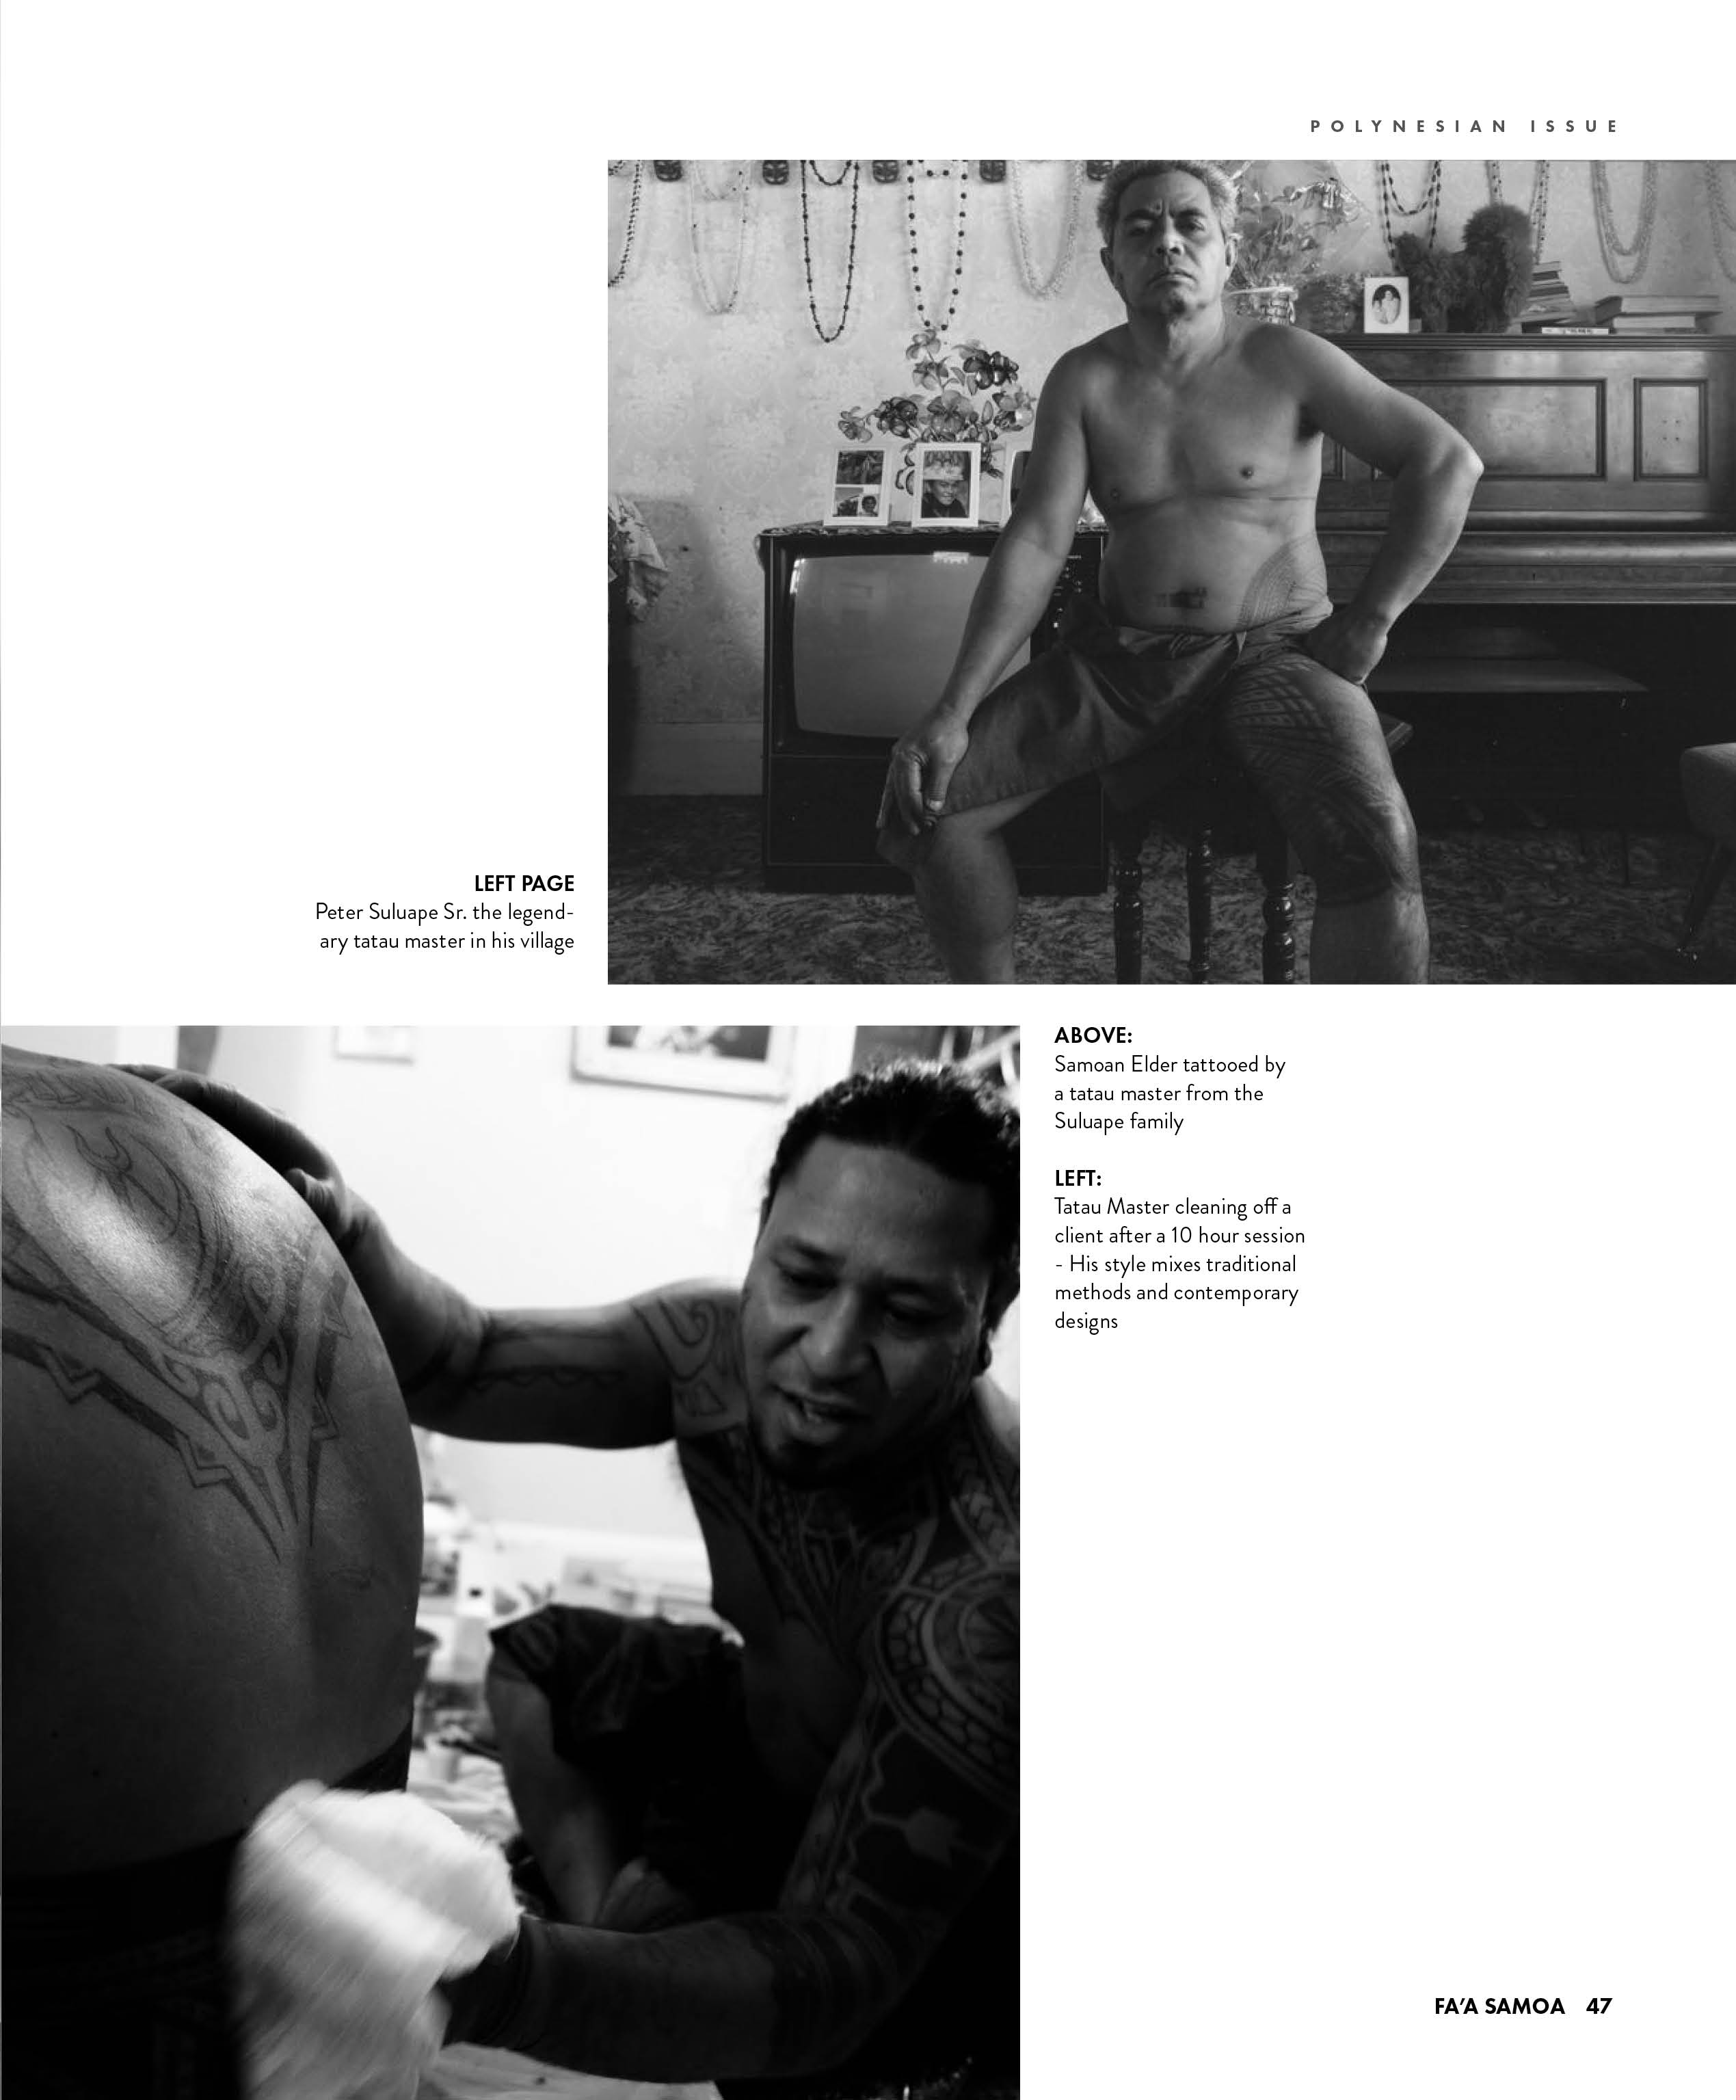 POLYNESIAN ISSUE
LEFT PAGE
Peter Suluape Sr. the legend-
ary tatau master in his village
ABOVE:
Samoan Elder tattooed by
a tatau master from the
Suluape family
LEFT:
Tatau Master cleaning off a
client after a 10 hour session
- His style mixes traditional
methods and contemporary
designs
FA'A SAMOA 47